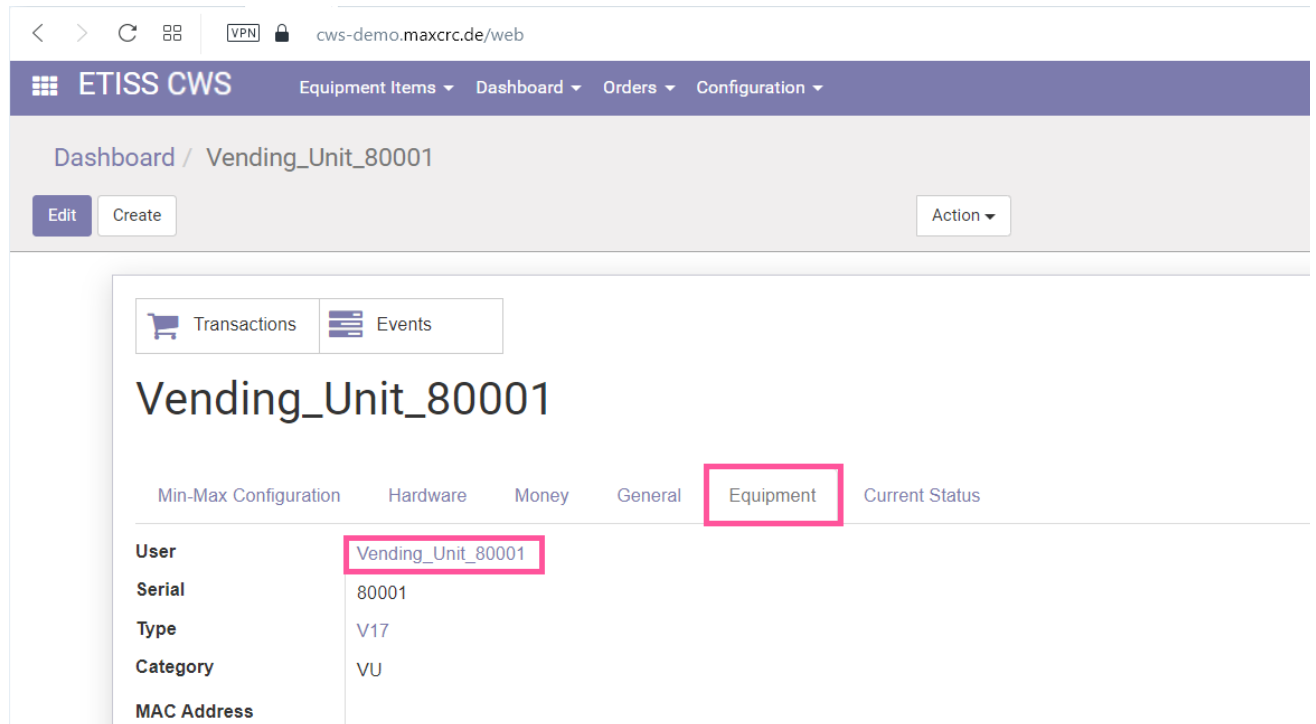 VPN cws-demo.maxcrc.de/web
ETISS CWS Equipment Items Dashboard Orders Configuration
Dashboard / Vending_Unit_80001
Edit Create Action
Transactions Events
Vending_Unit_80001
Min-Max Configuration Hardware Money General Equipment Current Status
User Vending_Unit_80001
Serial 80001
Type V17
Category VU
MAC Address